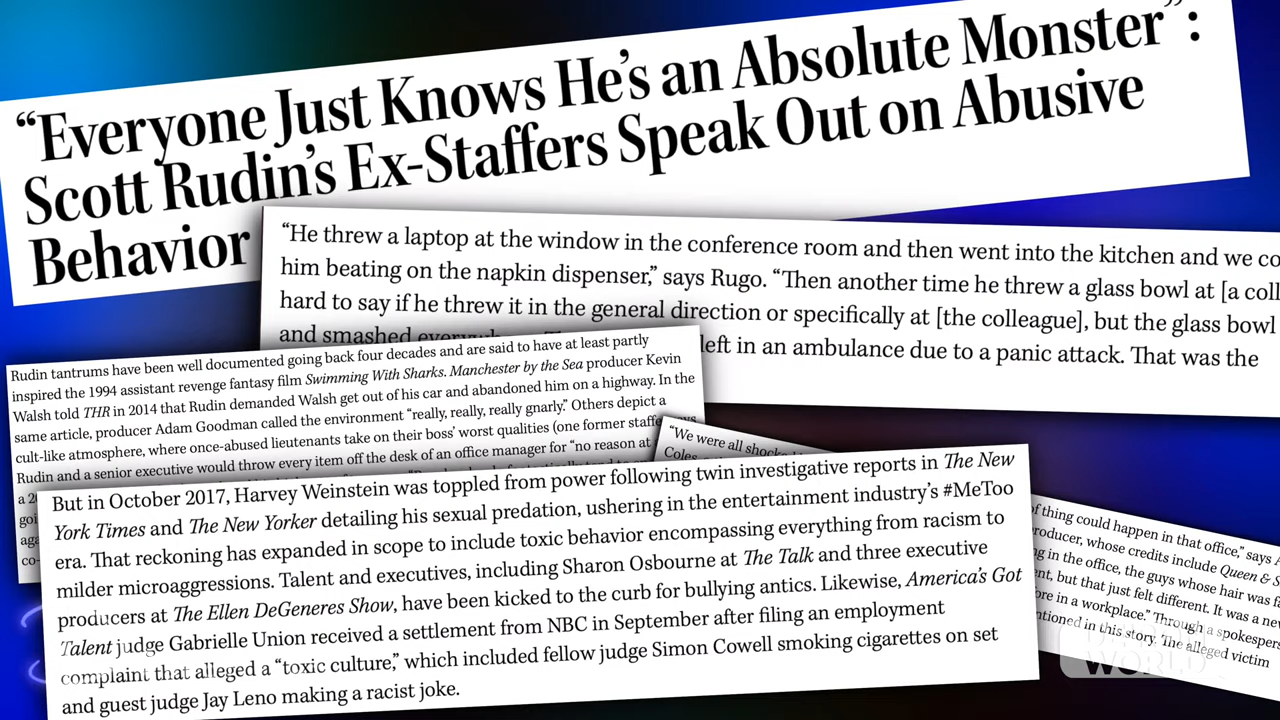 “Everyone Just Knows He’s an Absolute Monster”:
Scott Rudin’s Ex-Staffers Speak Out on Abusive
Behavior
“He threw a laptop at the window in the conference room and then went into the kitchen and we co
him beating on the napkin dispenser,” says Rugo. “Then another time he threw a glass bowl at [a coll
hard to say if he threw it in the general direction or specifically at [the colleague], but the glass bowl
and smashed
left in an ambulance due to a panic attack. That was the
Rudin tantrums have been well documented going back four decades and are said to have at least partly
inspired the 1994 assistant revenge fantasy film Swimming With Sharks. Manchester by the Sea producer Kevin
Walsh told THR in 2014 that Rudin demanded Walsh get out of his car and abandoned him on a highway. In the
same article, producer Adam Goodman called the environment “really, really, really gnarly.” Others depict a
cult-like atmosphere, where once-abused lieutenants take on their boss’ worst qualities (one former staffe
Rudin and a senior executive would throw every item off the desk of an office manager for “no reason at
a 20
goi
aga
co-
“We were all shock
Coles
But in October 2017, Harvey Weinstein was toppled from power following twin investigative reports in The New
York Times and The New Yorker detailing his sexual predation, ushering in the entertainment industry’s #MeToo
era. That reckoning has expanded in scope to include toxic behavior encompassing everything from racism to
milder microaggressions. Talent and executives, including Sharon Osbourne at The Talk and three executive
producers at The Ellen DeGeneres Show, have been kicked to the curb for bullying antics. Likewise, America’s Got
Talent judge Gabrielle Union received a settlement from NBC in September after filing an employment
complaint that alleged a “toxic culture,” which included fellow judge Simon Cowell smoking cigarettes on set
and guest judge Jay Leno making a racist joke.
of thing could happen in that office,” says A
roducer, whose credits include Queen & S
g in the office, the guys whose hair was fa
nt, but that just felt different. It was a new
ore in a workplace.” Through a spokespers
ntioned in this story. The alleged victim
WORLD